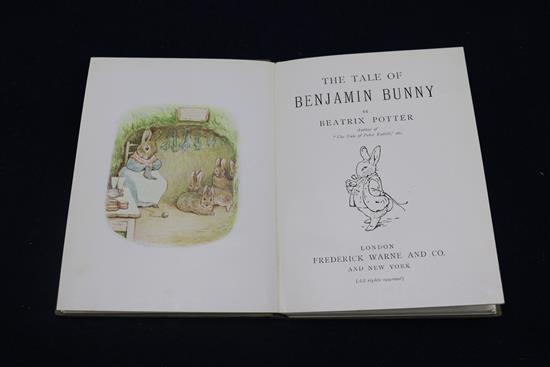 THE TALE OF
BENJAMIN BUNNY
BY
BEATRIX POTTER
Author of
"The Tale of Peter Rabbit," etc.
LONDON
FREDERICK WARNE AND CO.
AND NEW YORK
(All rights reserved)